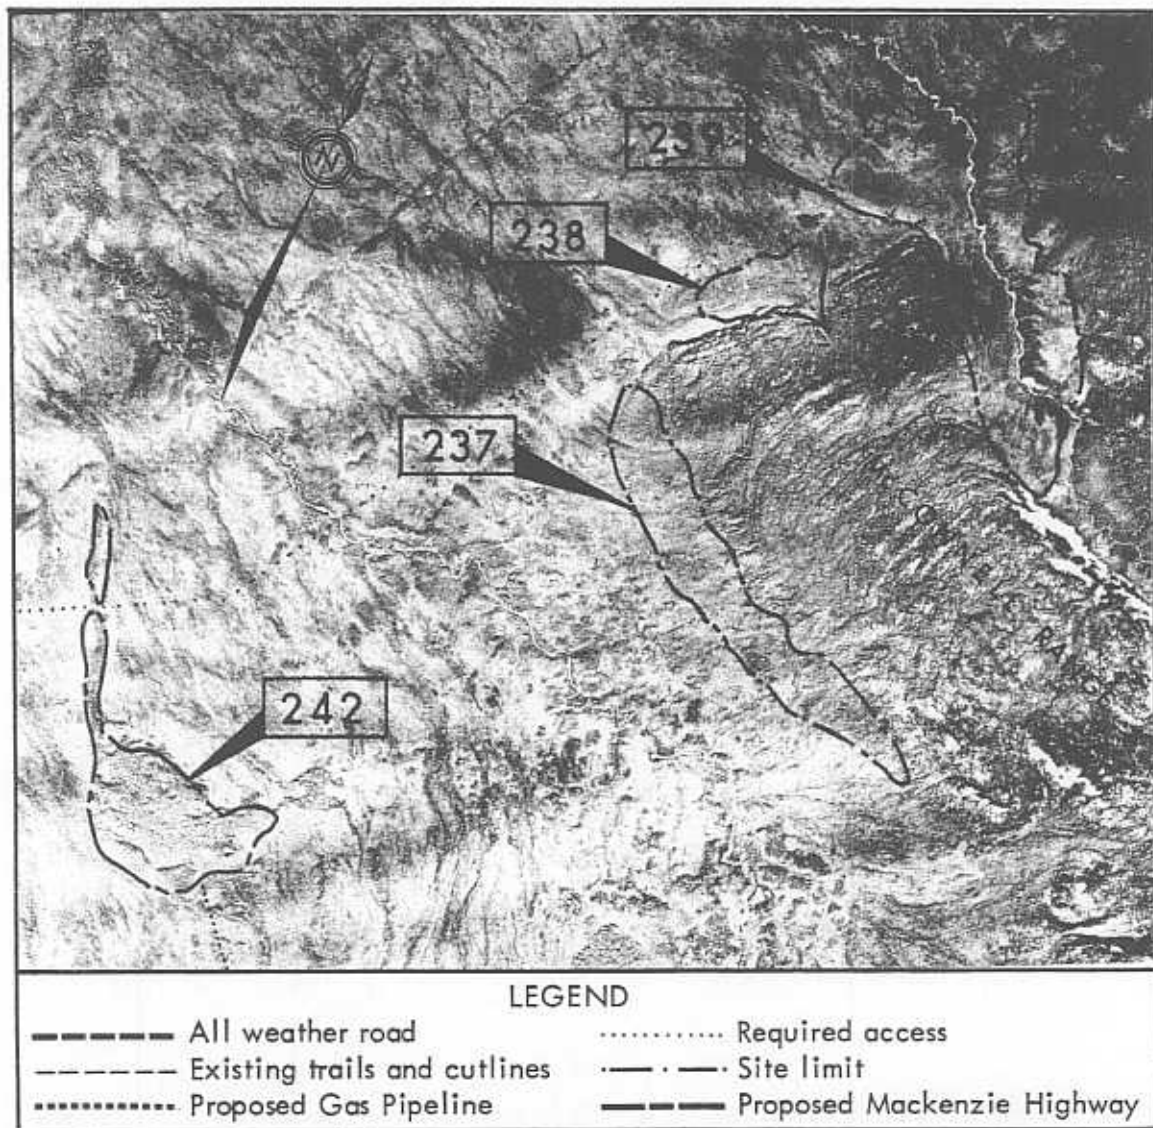 N
239
238
237
242
LEGEND
All weather road
Required access
Existing trails and cutlines
Site limit
Proposed Gas Pipeline
Proposed Mackenzie Highway